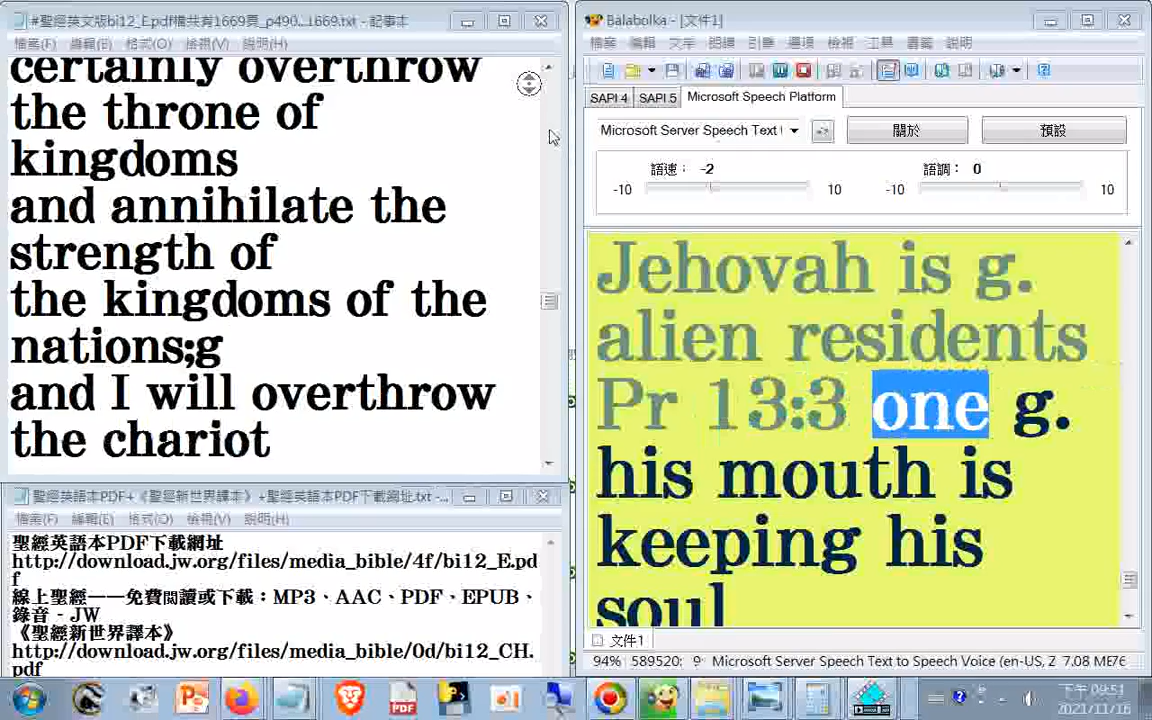 #聖經英文版bi12_E.pdf檔共有1669頁_p490...1669.txt - 記事本
檔案(F) 編輯(E) 格式(O) 檢視(V) 說明(H)
certainly overthrow
the throne of
kingdoms
and annihilate the
strength of
the kingdoms of the
nations;g
and I will overthrow
the chariot
聖經英語本PDF+《聖經新世界譯本》+聖經英語本PDF下載網址.txt - ...
檔案(F) 編輯(E) 格式(O) 檢視(V) 說明(H)
聖經英語本PDF下載網址
http://download.jw.org/files/media_bible/4f/bi12_E.pd
f
線上聖經——免費閱讀或下載：MP3、AAC、PDF、EPUB、
錄音 - JW
《聖經新世界譯本》
http://download.jw.org/files/media_bible/0d/bi12_CH.
pdf
Balabolka - [文件1]
檔案 編輯 文字 朗讀 引擎 選項 檢視 工具 書籤 說明
SAPI 4 SAPI 5 Microsoft Speech Platform
Microsoft Server Speech Text 關於 預設
語速： -2 語調： 0
-10 10 -10 10
Jehovah is g.
alien residents
Pr 13:3 one g.
his mouth is
keeping his
soul
文件1
94% 589520: 9 Microsoft Server Speech Text to Speech Voice (en-US, Z 7.08 ME76
PDF
下午 09:51
2021/11/16